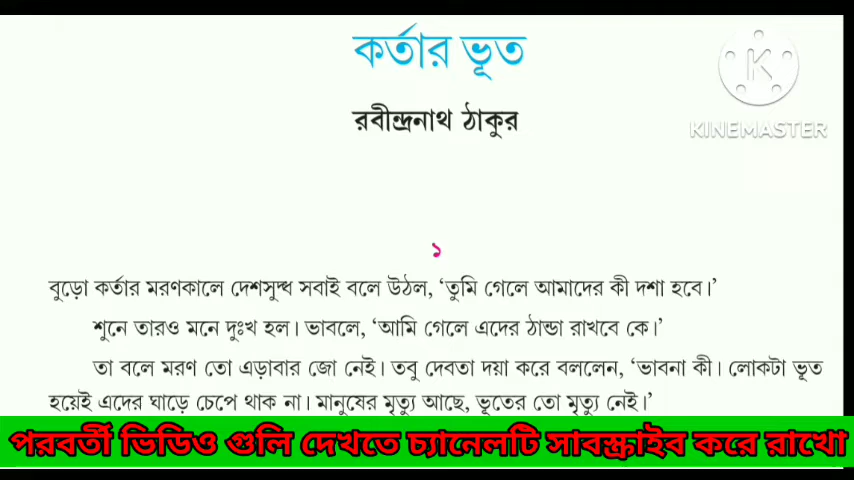 কর্তার ভূত
KINEMASTER
রবীন্দ্রনাথ ঠাকুর
১
বুড়ো কর্তার মরণকালে দেশসুদ্ধ সবাই বলে উঠল, ‘তুমি গেলে আমাদের কী দশা হবে।’
শুনে তারও মনে দুঃখ হল। ভাবলে, ‘আমি গেলে এদের ঠান্ডা রাখবে কে।’
তা বলে মরণ তো এড়াবার জো নেই। তবু দেবতা দয়া করে বললেন, ‘ভাবনা কী। লোকটা ভূত
হয়েই এদের ঘাড়ে চেপে থাক না। মানুষের মৃত্যু আছে, ভূতের তো মৃত্যু নেই।’
পরবর্তী ভিডিও গুলি দেখতে চ্যানেলটি সাবস্ক্রাইব করে রাখো